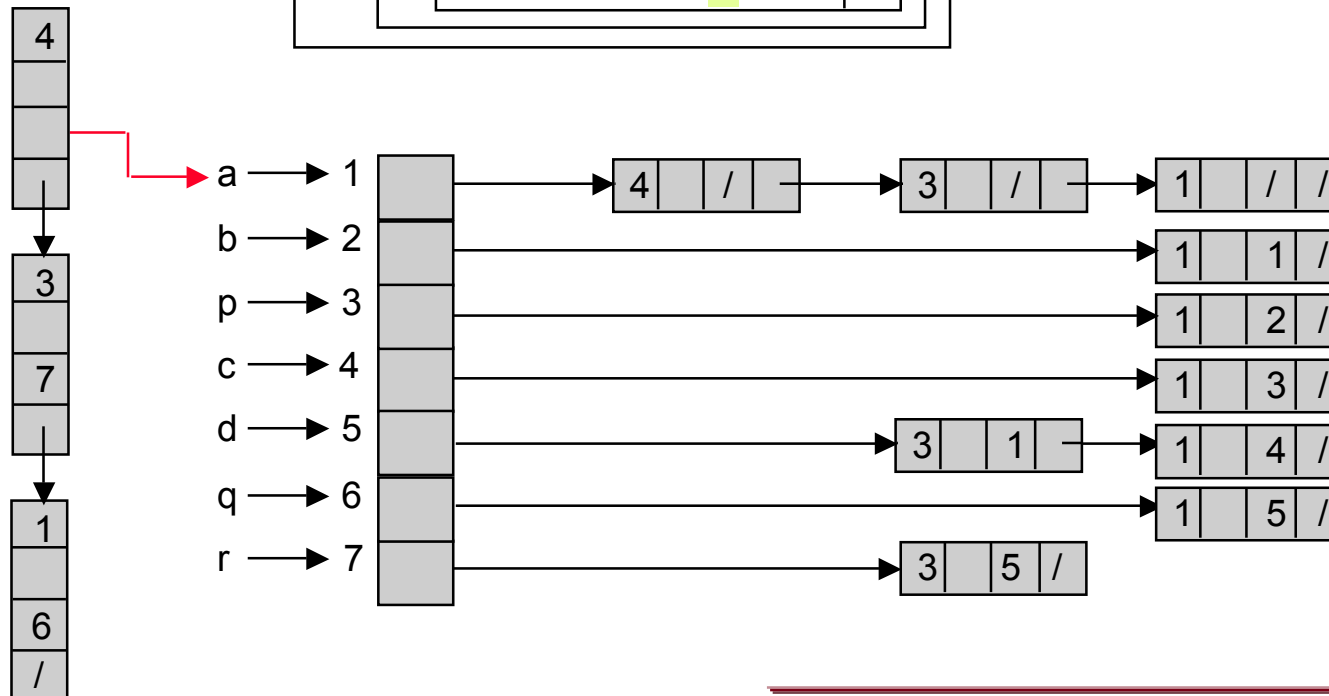 4
3
7
1
6
/
a 1 4 / 3 / 1 / /
b 2 1 1 /
p 3 1 2 /
c 4 1 3 /
d 5 3 1 1 4 /
q 6 1 5 /
r 7 3 5 /